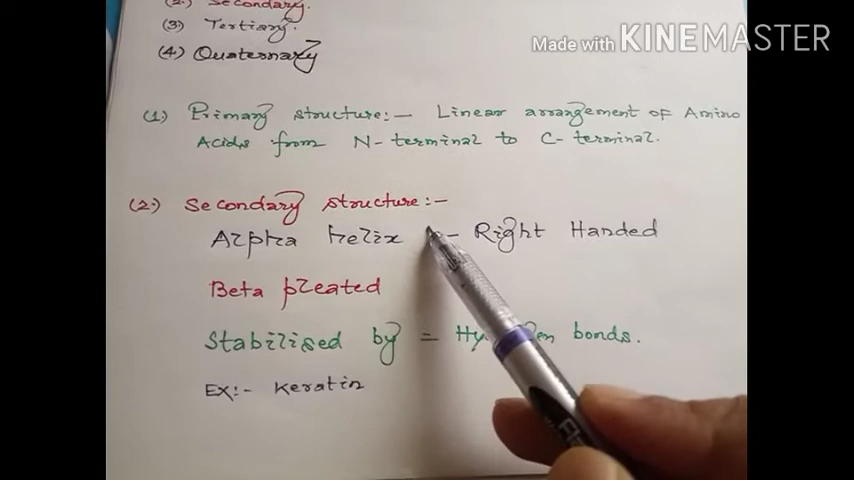 (2.) Secondary.
Made with KINEMASTER
(3) Tertiary.
(4) Quaternary
(1) Primary structure:- Linear arrangement of Amino
Acids from N-terminal to C-terminal.
(2.) Secondary structure:-
Alpha helix - Right Handed
Beta pleated
Stabilised by = bonds.
Ex:- Keratin